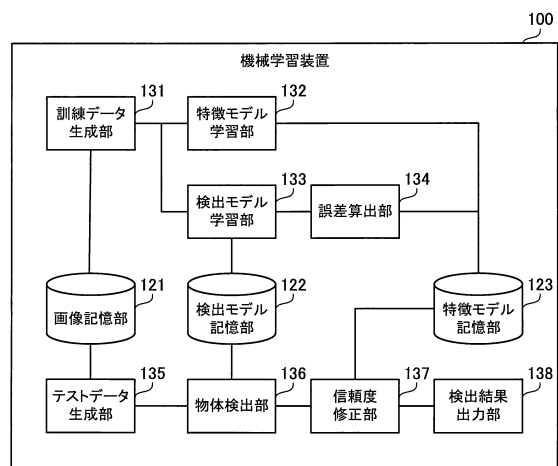 100
機械学習装置
131
訓練データ
生成部
132
特徴モデル
学習部
133
検出モデル
学習部
134
誤差算出部
121
画像記憶部
122
検出モデル
記憶部
123
特徴モデル
記憶部
135
テストデータ
生成部
136
物体検出部
137
信頼度
修正部
138
検出結果
出力部